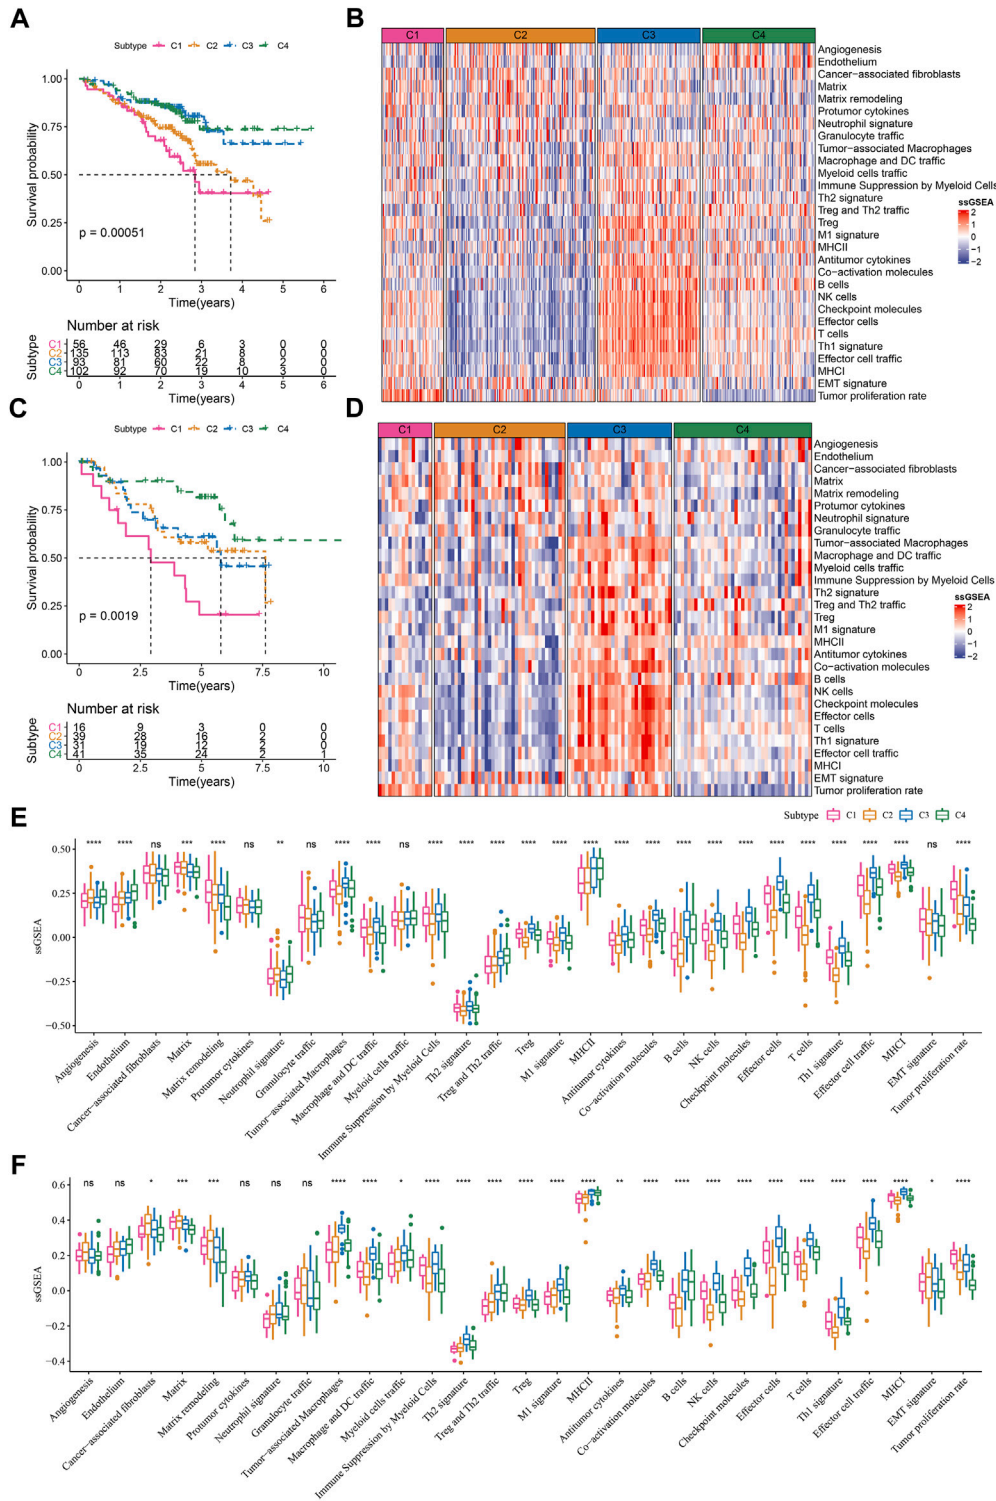 A
Subtype C1 C2 C3 C4
Survival probability
1.00
0.75
0.50
0.25
0.00
p = 0.00051
0 1 2 3 4 5 6
Time(years)
Number at risk
Subtype
C1 56 46 29 6 3 0 0
C2 135 113 83 21 8 0 0
C3 93 81 60 22 8 2 0
C4 102 92 70 19 10 3 0
0 1 2 3 4 5 6
Time(years)
B
C1 C2 C3 C4
Angiogenesis
Endothelium
Cancer-associated fibroblasts
Matrix
Matrix remodeling
Protumor cytokines
Neutrophil signature
Granulocyte traffic
Tumor-associated Macrophages
Macrophage and DC traffic
Myeloid cells traffic
Immune Suppression by Myeloid Cells
Th2 signature
Treg and Th2 traffic
Treg
M1 signature
MHCII
Antitumor cytokines
Co-activation molecules
B cells
NK cells
Checkpoint molecules
Effector cells
T cells
Th1 signature
Effector cell traffic
MHCI
EMT signature
Tumor proliferation rate
ssGSEA
2
1
0
−1
−2
C
Subtype C1 C2 C3 C4
Survival probability
1.00
0.75
0.50
0.25
0.00
p = 0.0019
0 2.5 5 7.5 10
Time(years)
Number at risk
Subtype
C1 16 9 3 0 0
C2 39 28 16 2 0
C3 31 19 12 2 0
C4 41 35 24 2 1
0 2.5 5 7.5 10
Time(years)
D
C1 C2 C3 C4
Angiogenesis
Endothelium
Cancer-associated fibroblasts
Matrix
Matrix remodeling
Protumor cytokines
Neutrophil signature
Granulocyte traffic
Tumor-associated Macrophages
Macrophage and DC traffic
Myeloid cells traffic
Immune Suppression by Myeloid Cells
Th2 signature
Treg and Th2 traffic
Treg
M1 signature
MHCII
Antitumor cytokines
Co-activation molecules
B cells
NK cells
Checkpoint molecules
Effector cells
T cells
Th1 signature
Effector cell traffic
MHCI
EMT signature
Tumor proliferation rate
ssGSEA
2
1
0
−1
−2
E
Subtype C1 C2 C3 C4
**** **** ns *** **** ns ** ns **** **** ns **** **** **** **** **** **** **** **** **** **** **** **** **** **** **** **** ns ****
ssGSEA
0.50
0.25
0.00
−0.25
−0.50
Angiogenesis
Endothelium
Cancer−associated fibroblasts
Matrix
Matrix remodeling
Protumor cytokines
Neutrophil signature
Granulocyte traffic
Tumor−associated Macrophages
Macrophage and DC traffic
Myeloid cells traffic
Immune Suppression by Myeloid Cells
Th2 signature
Treg and Th2 traffic
Treg
M1 signature
MHCII
Antitumor cytokines
Co−activation molecules
B cells
NK cells
Checkpoint molecules
Effector cells
T cells
Th1 signature
Effector cell traffic
MHCI
EMT signature
Tumor proliferation rate
F
ns ns * *** *** ns ns ns **** **** * **** **** **** **** **** **** ** **** **** **** **** **** **** **** **** **** * ****
ssGSEA
0.6
0.4
0.2
0.0
−0.2
−0.4
Angiogenesis
Endothelium
Cancer−associated fibroblasts
Matrix
Matrix remodeling
Protumor cytokines
Neutrophil signature
Granulocyte traffic
Tumor−associated Macrophages
Macrophage and DC traffic
Myeloid cells traffic
Immune Suppression by Myeloid Cells
Th2 signature
Treg and Th2 traffic
Treg
M1 signature
MHCII
Antitumor cytokines
Co−activation molecules
B cells
NK cells
Checkpoint molecules
Effector cells
T cells
Th1 signature
Effector cell traffic
MHCI
EMT signature
Tumor proliferation rate